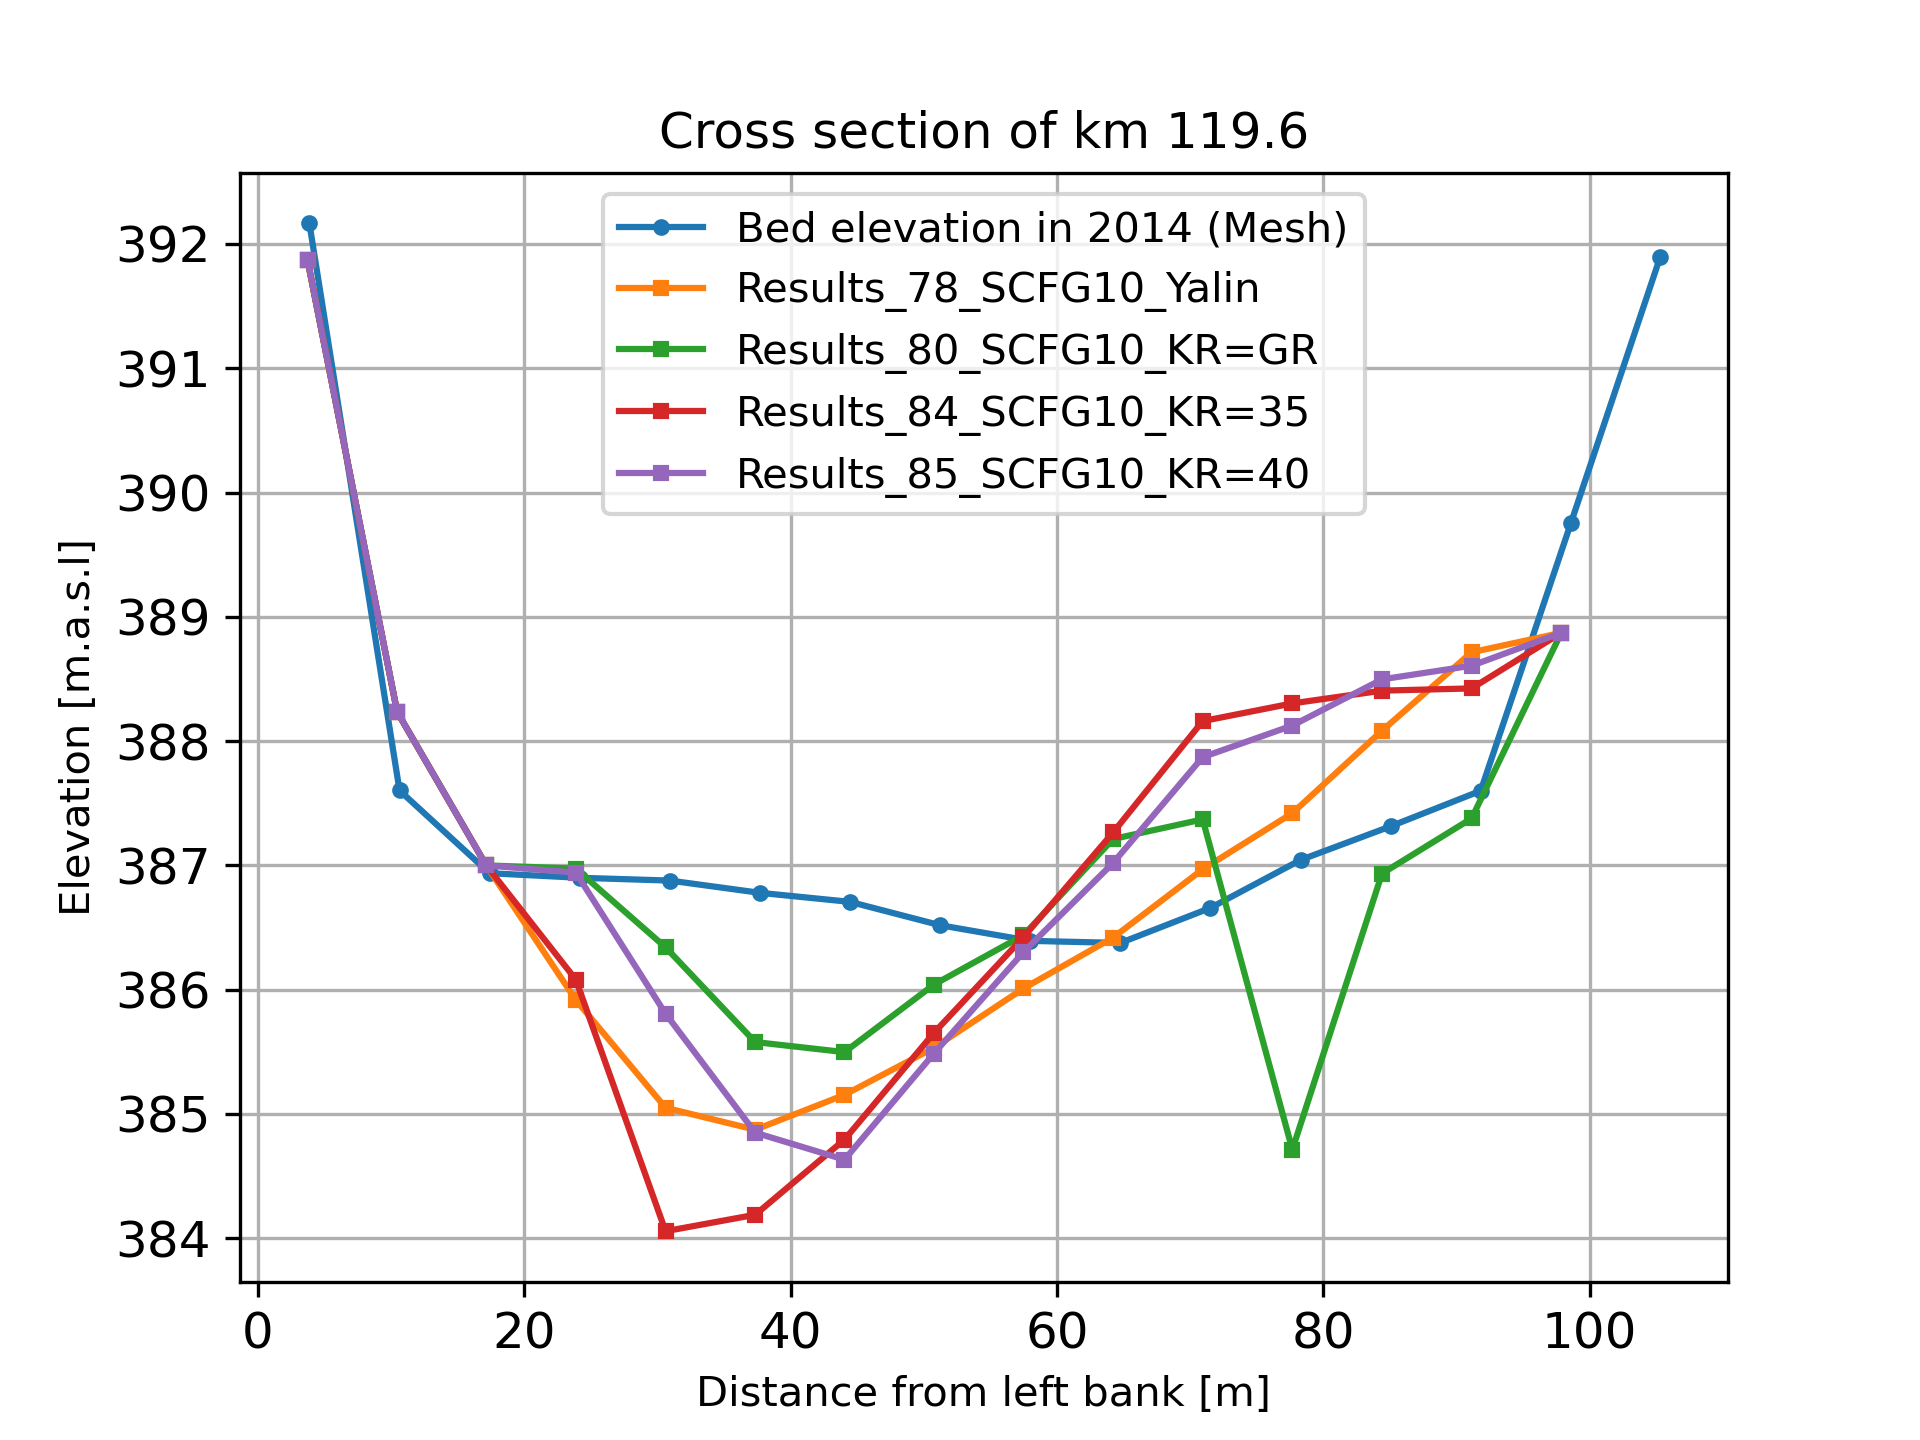 Cross section of km 119.6
Bed elevation in 2014 (Mesh)
Results_78_SCFG10_Yalin
Results_80_SCFG10_KR=GR
Results_84_SCFG10_KR=35
Results_85_SCFG10_KR=40
392
391
390
389
388
387
386
385
384
Elevation [m.a.s.l]
0 20 40 60 80 100
Distance from left bank [m]